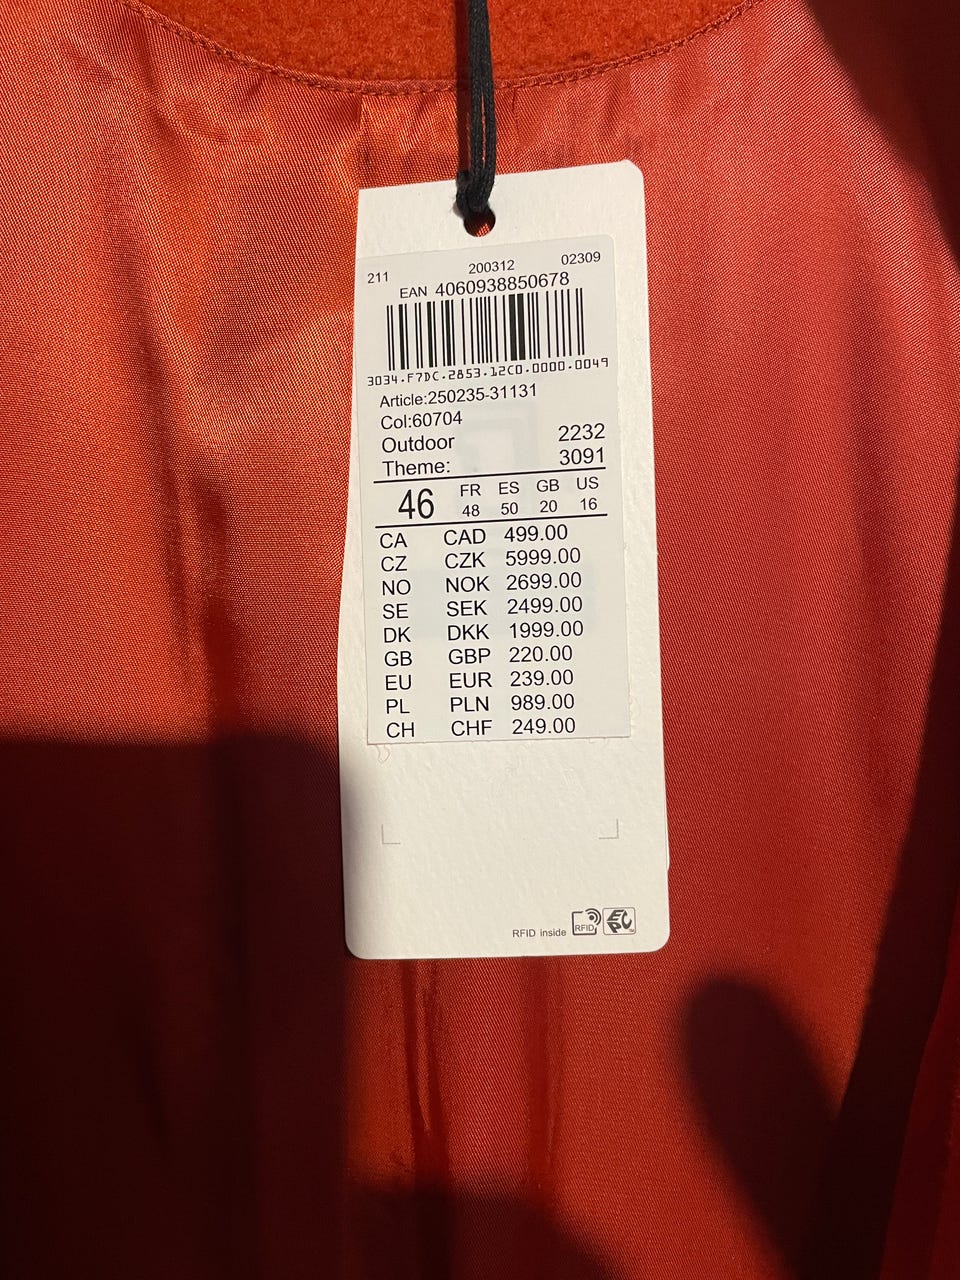 211 200312 02309
EAN 4060938850678
3034.F7DC.2853.12C0.0000.0049
Article:250235-31131
Col:60704
Outdoor 2232
Theme: 3091
46 FR ES GB US
48 50 20 16
CA CAD 499.00
CZ CZK 5999.00
NO NOK 2699.00
SE SEK 2499.00
DK DKK 1999.00
GB GBP 220.00
EU EUR 239.00
PL PLN 989.00
CH CHF 249.00
RFID inside RFID EPC